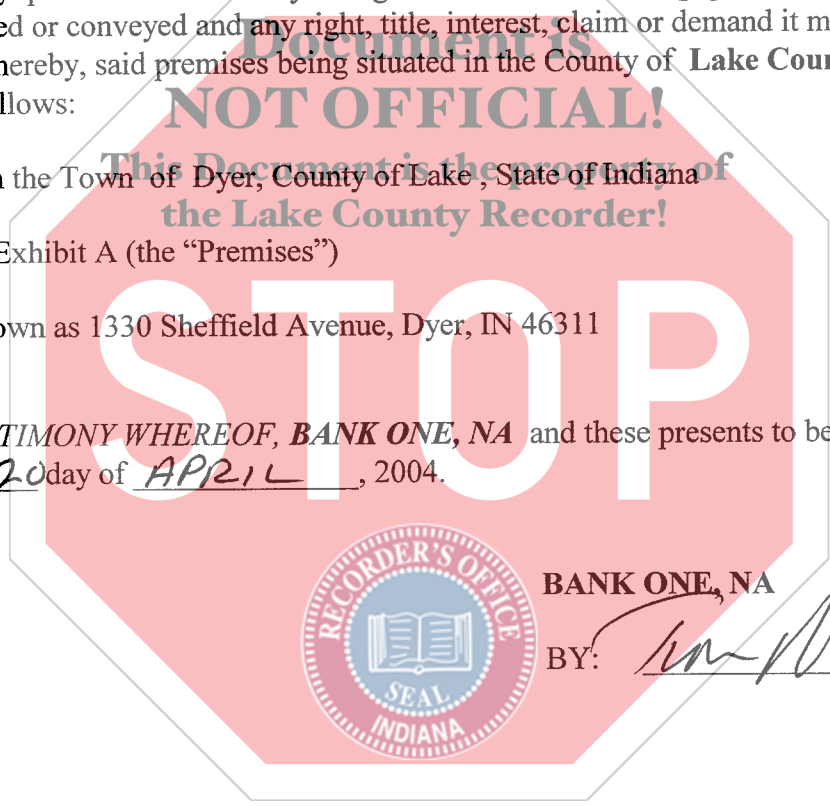 ed or conveyed and any right, title, interest, claim or demand it m
Document is
hereby, said premises being situated in the County of Lake Coun
llows:
NOT OFFICIAL!
This Document is the property of
n the Town of Dyer, County of Lake , State of Indiana
the Lake County Recorder!
Exhibit A (the “Premises”)
STOP
own as 1330 Sheffield Avenue, Dyer, IN 46311
TIMONY WHEREOF, BANK ONE, NA and these presents to be
20 day of APRIL, 2004.
RECORDER'S OFFICE
SEAL
INDIANA
BANK ONE, NA
BY: